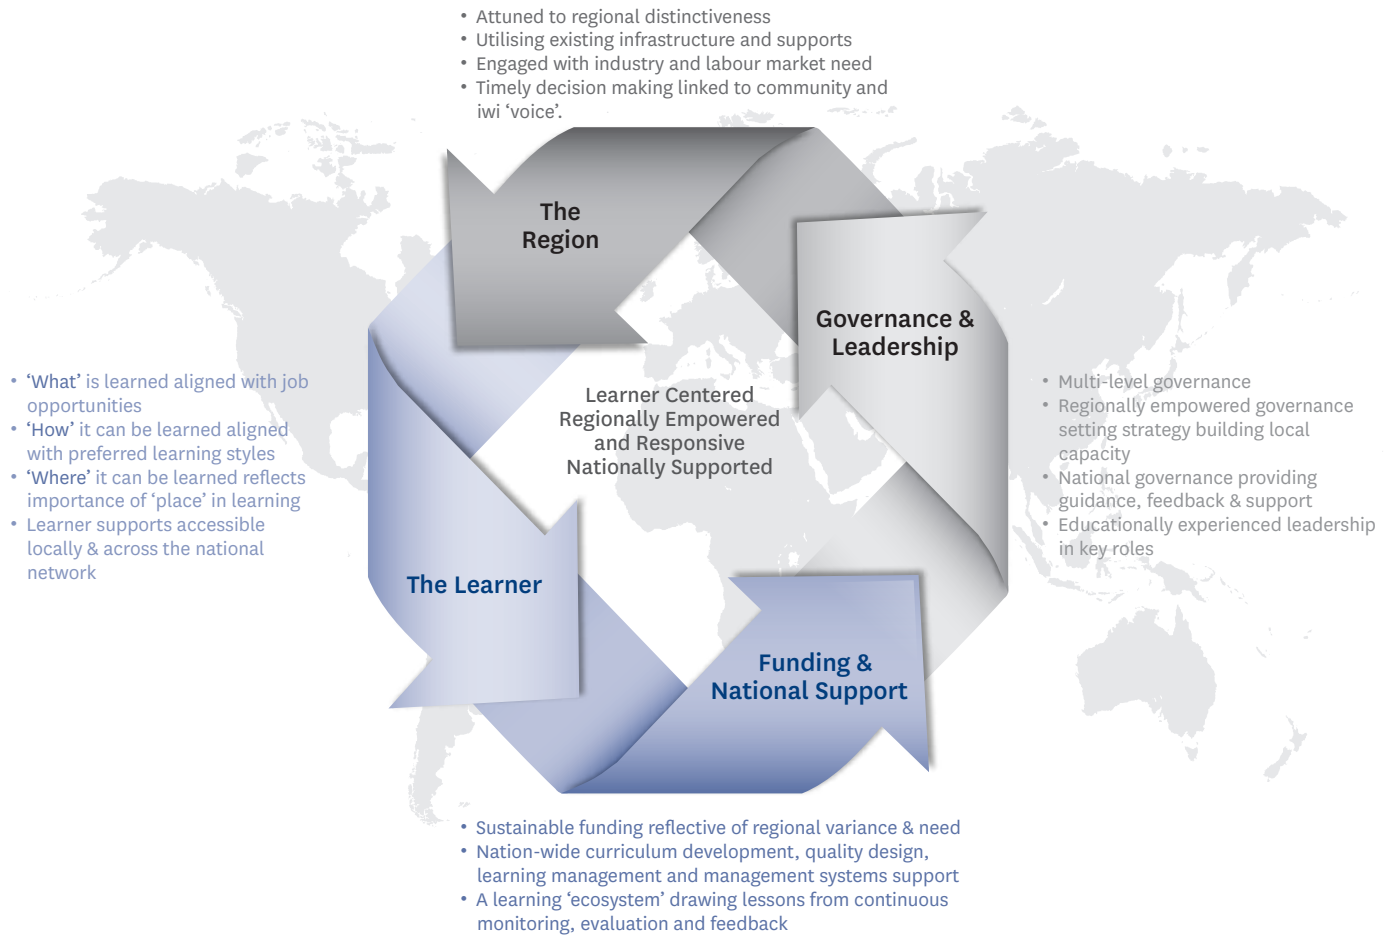 • Attuned to regional distinctiveness
• Utilising existing infrastructure and supports
• Engaged with industry and labour market need
• Timely decision making linked to community and
iwi ‘voice’.
The
Region
Governance &
Leadership
• ‘What’ is learned aligned with job
opportunities
• ‘How’ it can be learned aligned
with preferred learning styles
• ‘Where’ it can be learned reflects
importance of ‘place’ in learning
• Learner supports accessible
locally & across the national
network
Learner Centered
Regionally Empowered
and Responsive
Nationally Supported
• Multi-level governance
• Regionally empowered governance
setting strategy building local
capacity
• National governance providing
guidance, feedback & support
• Educationally experienced leadership
in key roles
The Learner
Funding &
National Support
• Sustainable funding reflective of regional variance & need
• Nation-wide curriculum development, quality design,
learning management and management systems support
• A learning ‘ecosystem’ drawing lessons from continuous
monitoring, evaluation and feedback